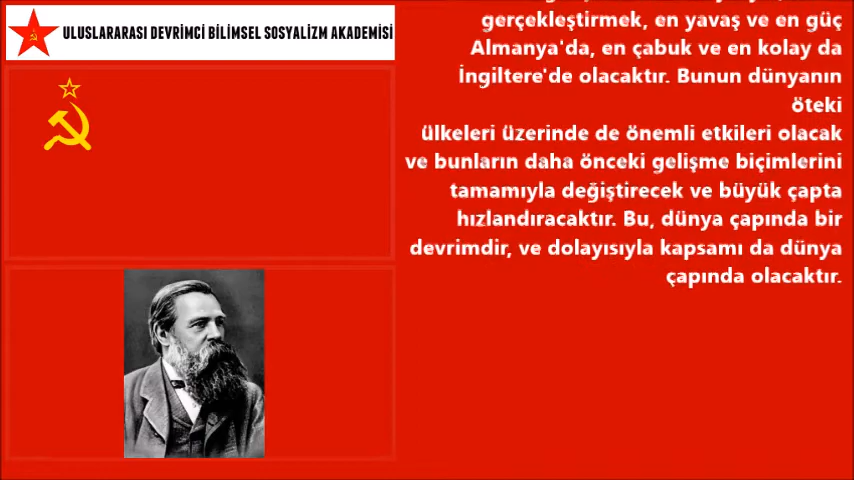 ULUSLARARASI DEVRİMCİ BİLİMSEL SOSYALİZM AKADEMİSİ
gerçekleştirmek, en yavaş ve en güç
Almanya'da, en çabuk ve en kolay da
İngiltere'de olacaktır. Bunun dünyanın
öteki
ülkeleri üzerinde de önemli etkileri olacak
ve bunların daha önceki gelişme biçimlerini
tamamıyla değiştirecek ve büyük çapta
hızlandıracaktır. Bu, dünya çapında bir
devrimdir, ve dolayısıyla kapsamı da dünya
çapında olacaktır.